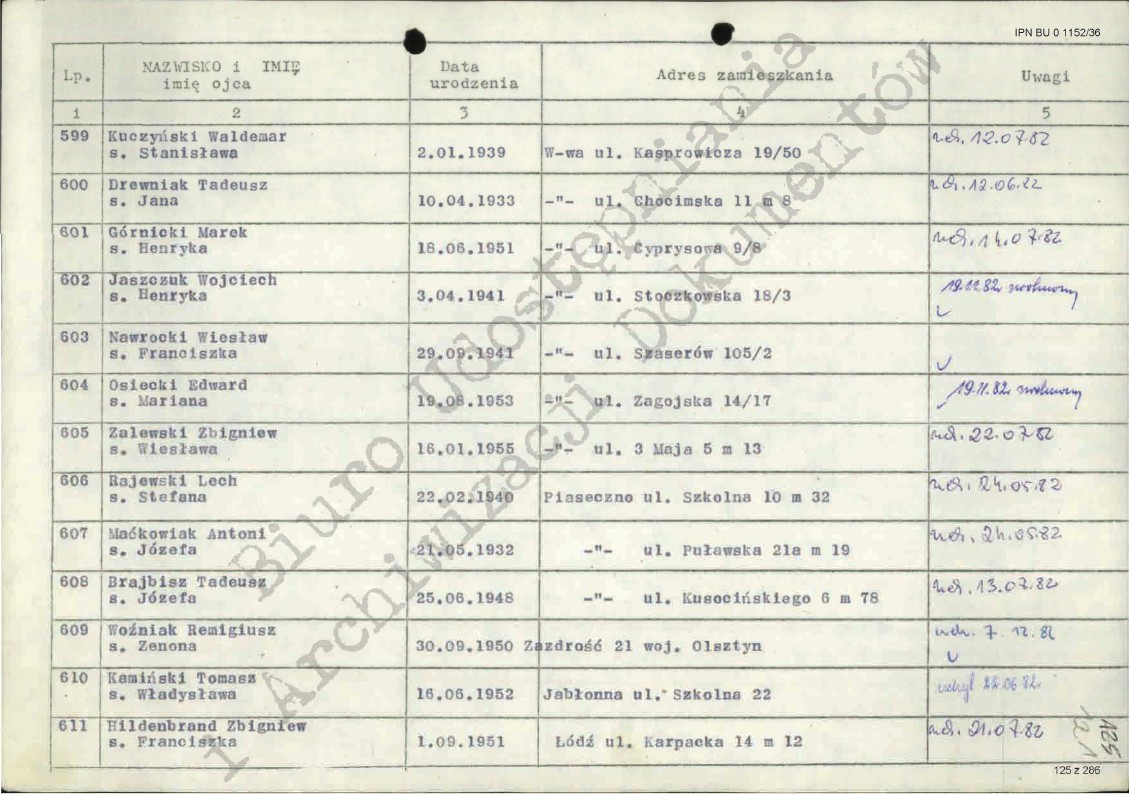 IPN BU 0 1152/36
Lp. NAZWISKO i IMIĘ Data Adres zamieszkania Uwagi
imię ojca urodzenia
1 2 3 4 5
599 Kuczyński Waldemar uch. 12.07.82
s. Stanisława 2.01.1939 W-wa ul. Kasprowicza 19/50
600 Drewniak Tadeusz uch. 12.06.82
s. Jana 10.04.1933 -"- ul. Chocimska 11 m 8
601 Górnicki Marek uch. 14.07.82
s. Henryka 18.06.1951 -"- ul. Cyprysowa 9/8
602 Jaszczuk Wojciech 19.11.82 zwolniony
s. Henryka 3.04.1941 -"- ul. Stoczkowska 18/3
603 Nawrocki Wiesław
s. Franciszka 29.09.1941 -"- ul. Szaserów 105/2
604 Osiecki Edward 19.11.82 zwolniony
s. Mariana 19.08.1953 -"- ul. Zagojska 14/17
605 Zalewski Zbigniew uch. 22.07.82
s. Wiesława 16.01.1955 -"- ul. 3 Maja 5 m 13
606 Rajewski Lech uch. 24.05.82
s. Stefana 22.02.1940 Piaseczno ul. Szkolna 10 m 32
607 Maćkowiak Antoni uch. 24.05.82
s. Józefa 21.05.1932 -"- ul. Puławska 21a m 19
608 Brajbisz Tadeusz uch. 13.07.82
s. Józefa 25.06.1948 -"- ul. Kusocińskiego 6 m 78
609 Woźniak Remigiusz uch. 7.12.82
s. Zenona 30.09.1950 Zazdrość 21 woj. Olsztyn
610 Kamiński Tomasz uchyl 22.06.82
s. Władysława 16.06.1952 Jabłonna ul. Szkolna 22
611 Hildenbrand Zbigniew uch. 21.07.82
s. Franciszka 1.09.1951 Łódź ul. Karpacka 14 m 12
125
121
125 z 286
Biuro Udostępniania
i Archiwizacji Dokumentów